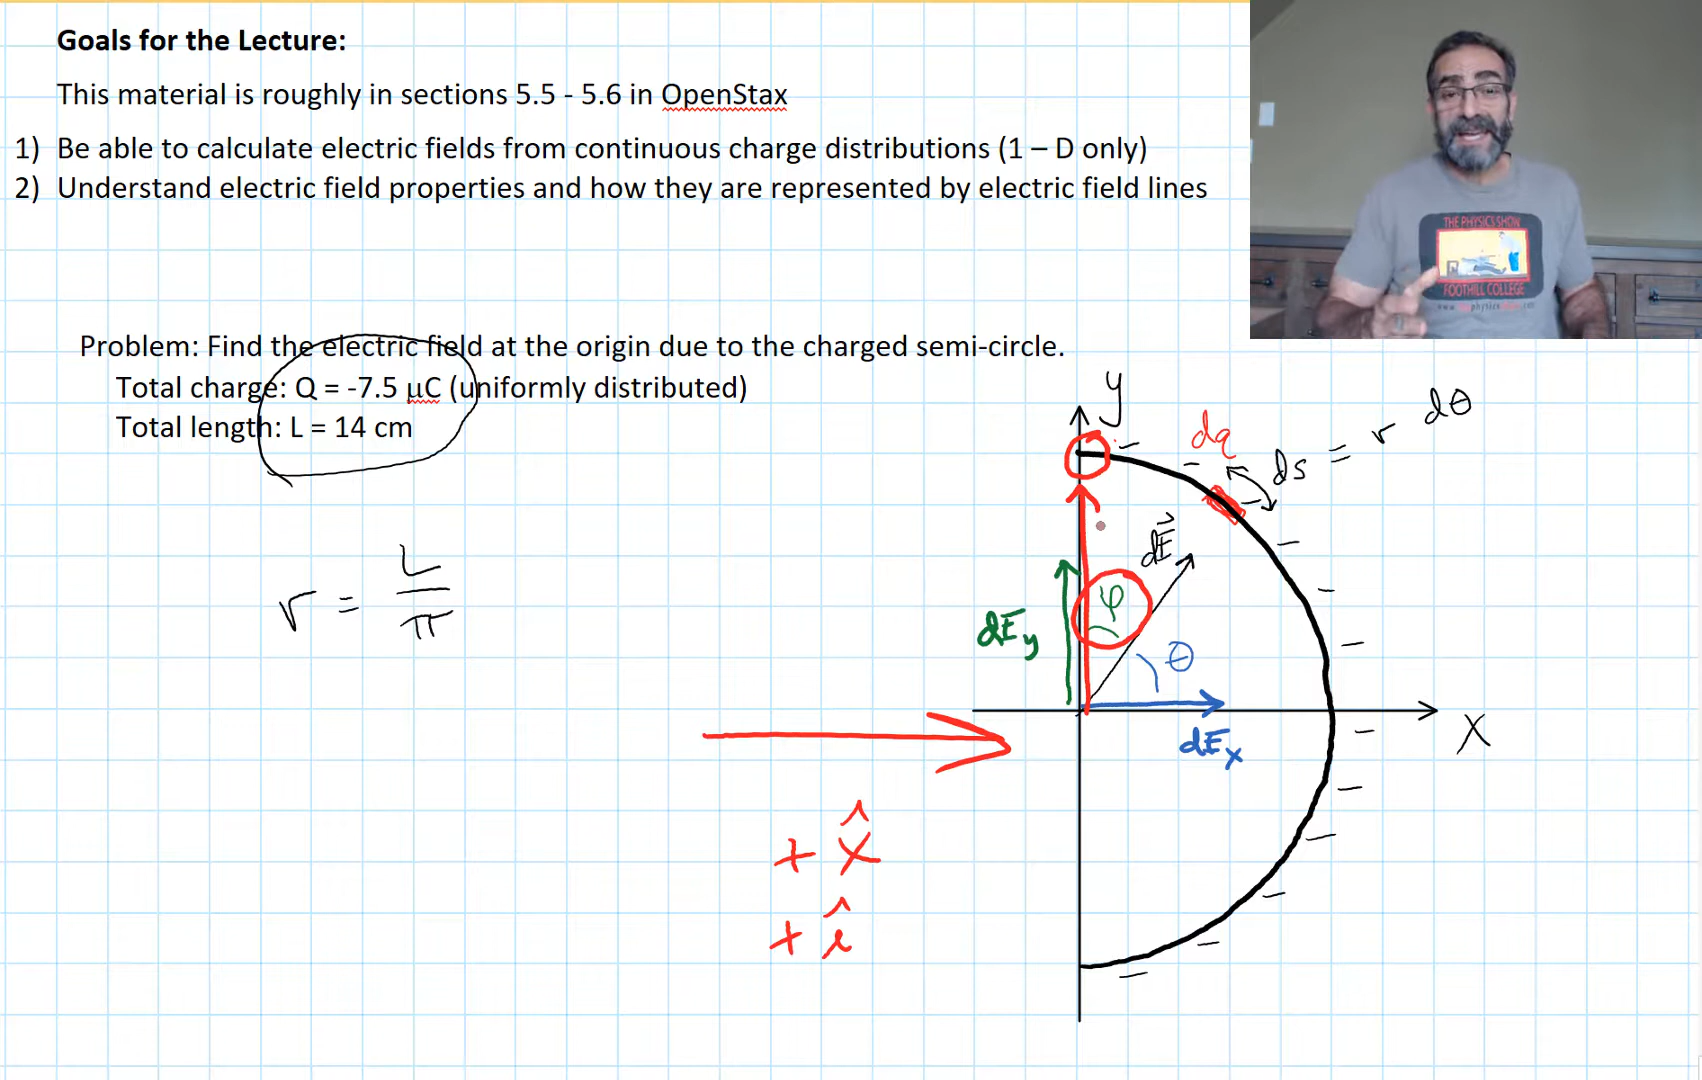 Goals for the Lecture:
This material is roughly in sections 5.5 - 5.6 in OpenStax
1) Be able to calculate electric fields from continuous charge distributions (1 – D only)
2) Understand electric field properties and how they are represented by electric field lines
THE PHYSICS SHOW
FOOTHILL COLLEGE
Problem: Find the electric field at the origin due to the charged semi-circle.
Total charge: Q = -7.5 µC (uniformly distributed)
Total length: L = 14 cm
y
dq
ds = r dθ
dE⃗
r = L/π
φ
dEy
θ
dEx
x
+ x̂
+ î